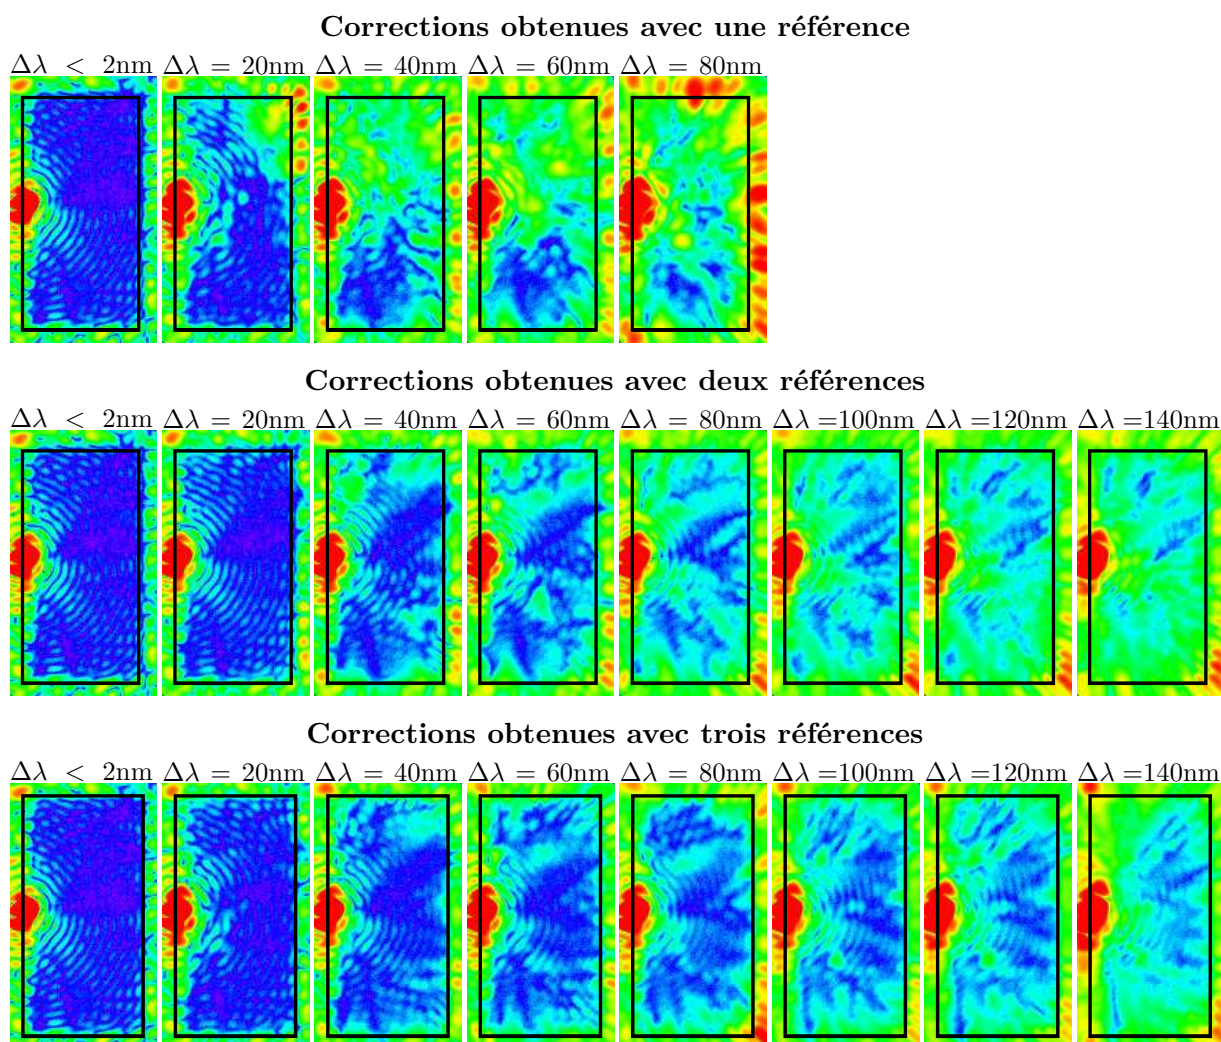 Corrections obtenues avec une référence
Δλ < 2nm Δλ = 20nm Δλ = 40nm Δλ = 60nm Δλ = 80nm
Corrections obtenues avec deux références
Δλ < 2nm Δλ = 20nm Δλ = 40nm Δλ = 60nm Δλ = 80nm Δλ =100nm Δλ =120nm Δλ =140nm
Corrections obtenues avec trois références
Δλ < 2nm Δλ = 20nm Δλ = 40nm Δλ = 60nm Δλ = 80nm Δλ =100nm Δλ =120nm Δλ =140nm